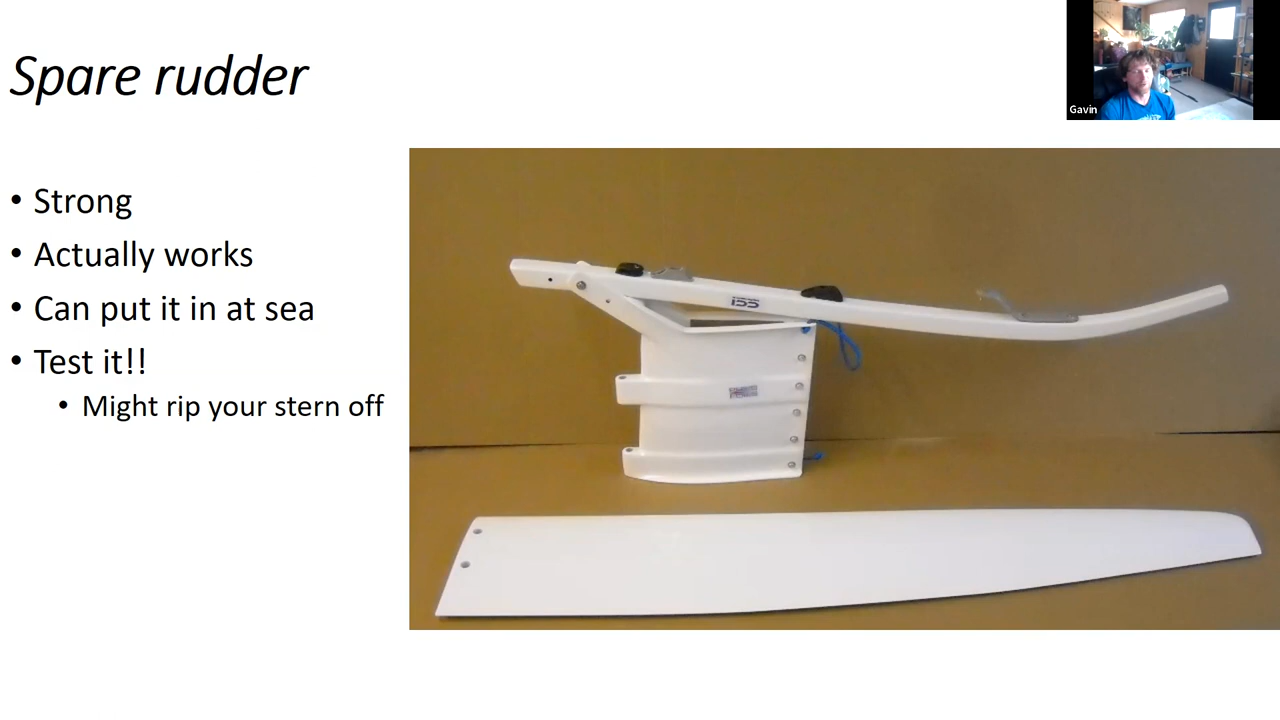 Spare rudder
Gavin
• Strong
• Actually works
• Can put it in at sea
• Test it!!
• Might rip your stern off